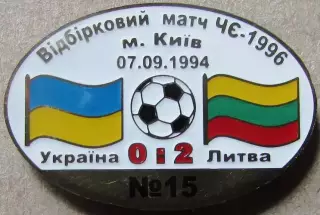 Відбірковий матч ЧЄ-1996
м. Київ
07.09.1994
Україна 0:2 Литва
№15